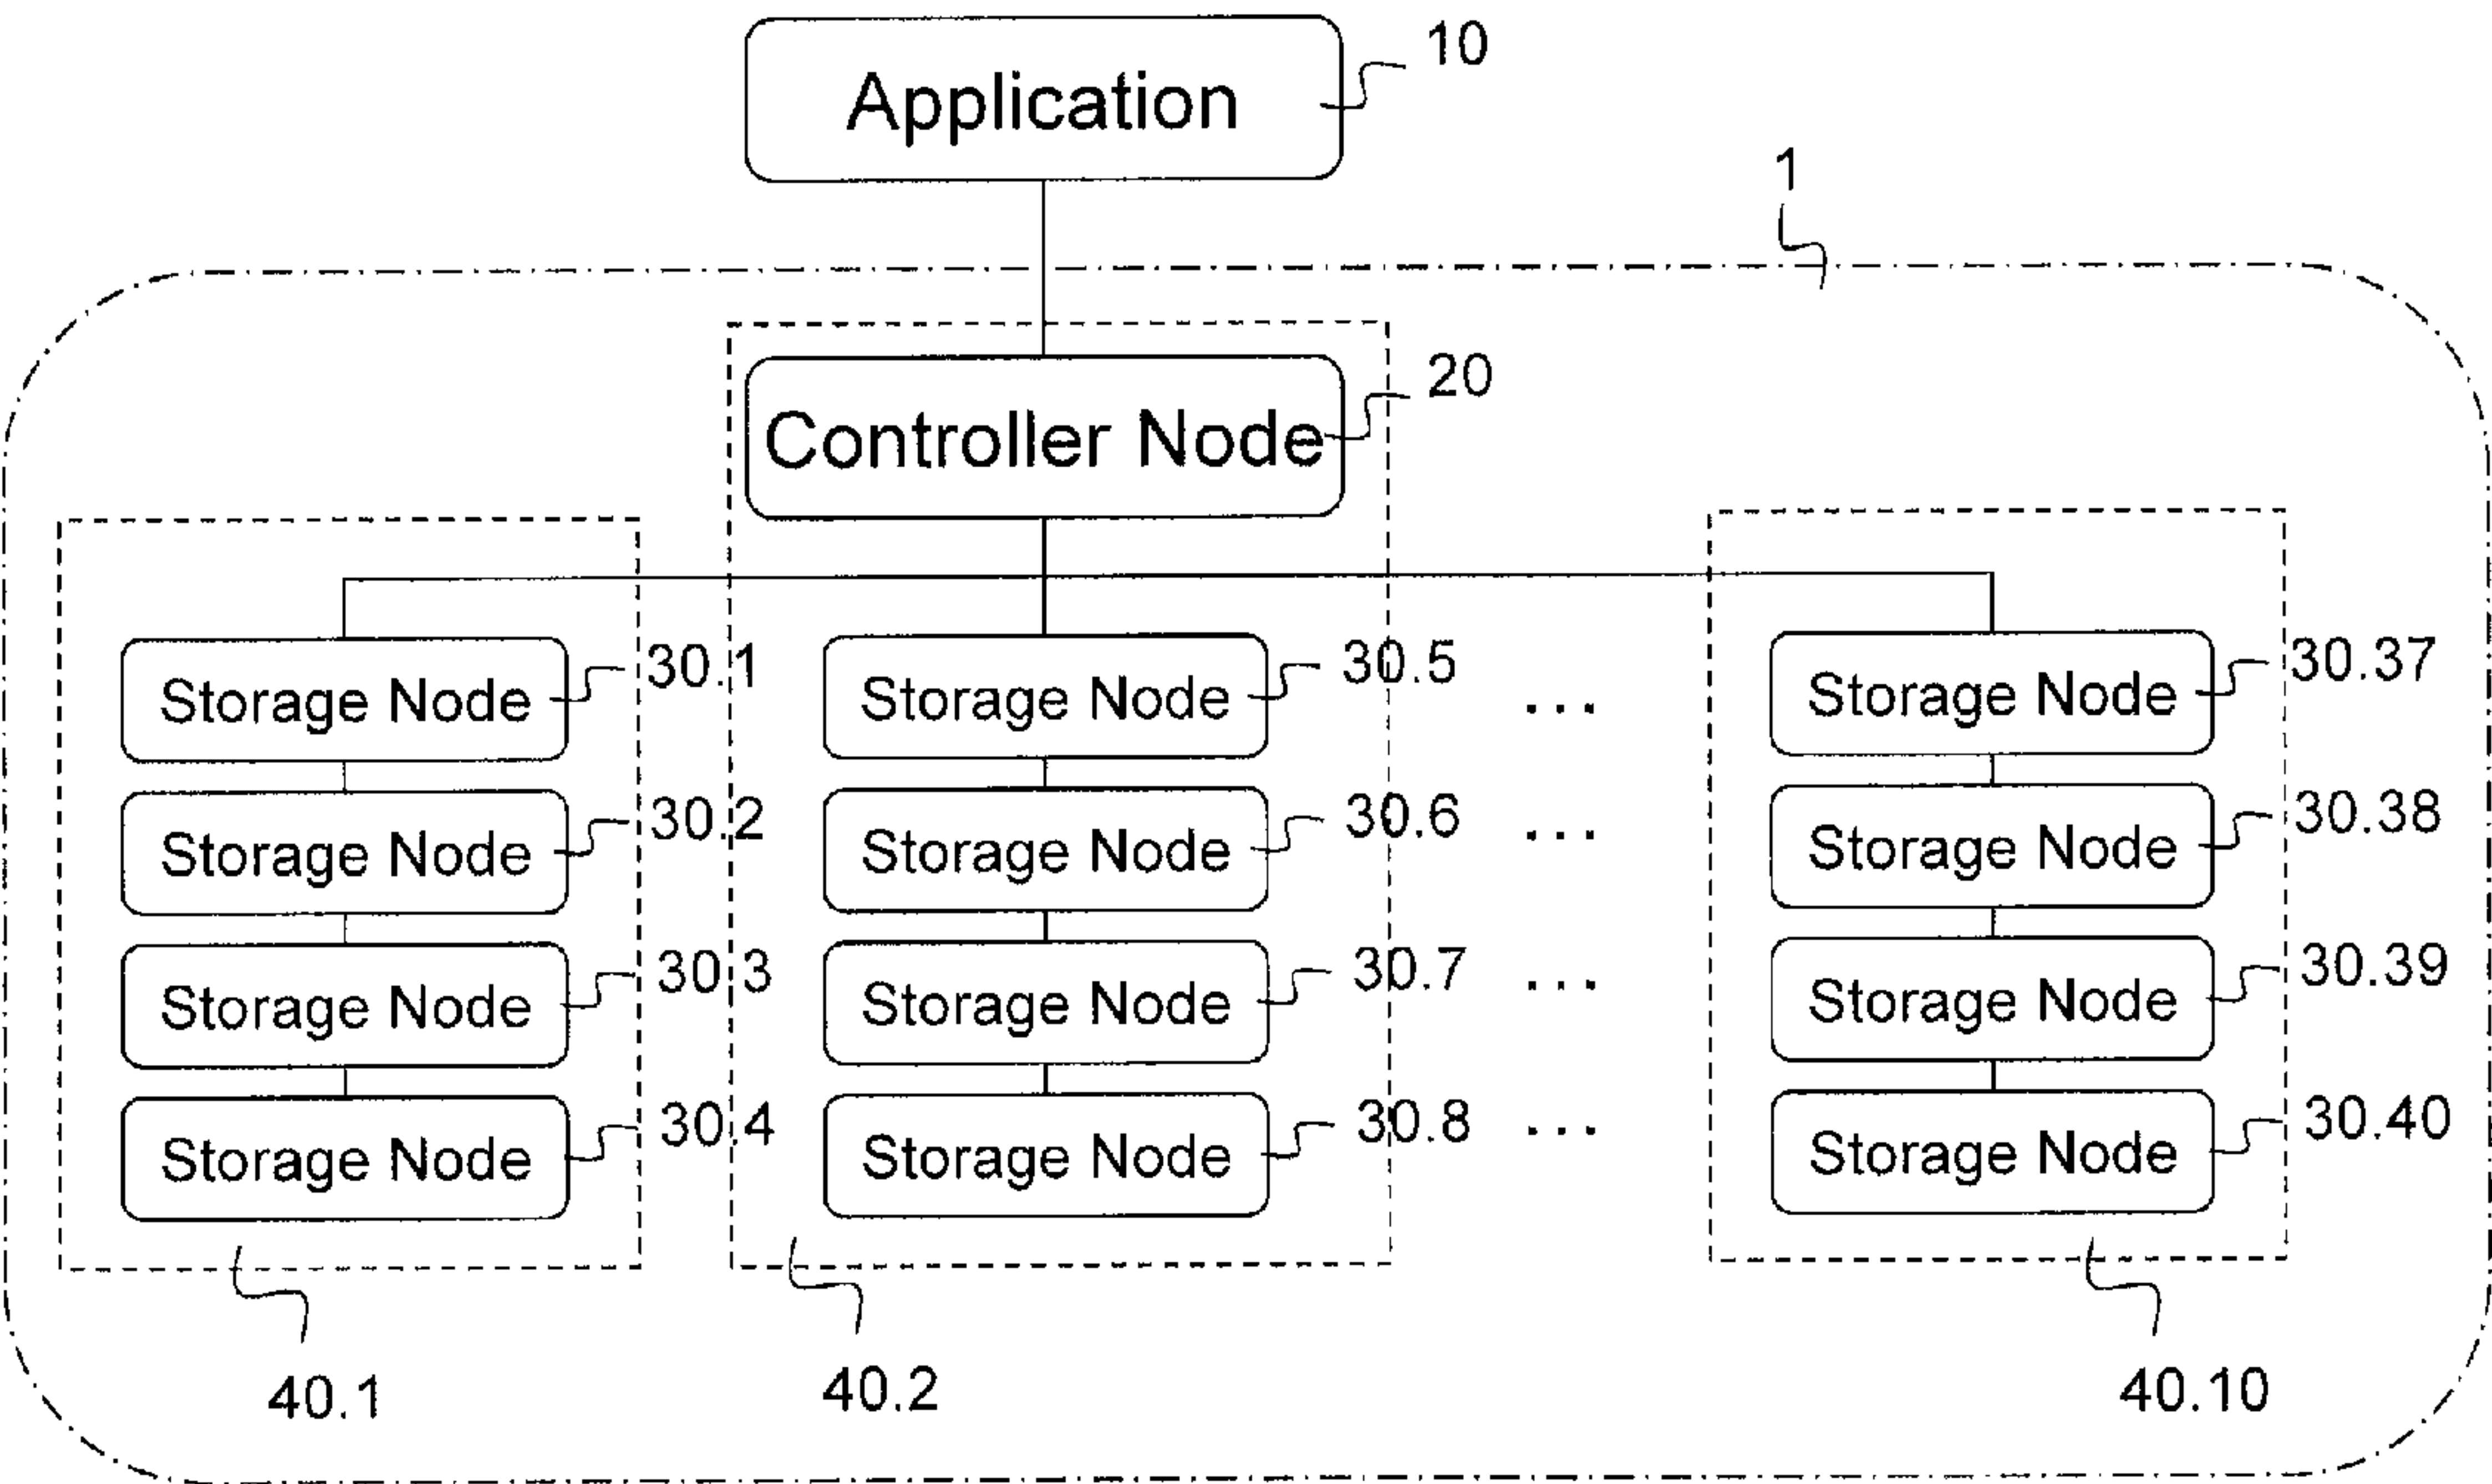 Application 10
1
Controller Node 20
Storage Node 30.1 Storage Node 30.5 ... Storage Node 30.37
Storage Node 30.2 Storage Node 30.6 ... Storage Node 30.38
Storage Node 30.3 Storage Node 30.7 ... Storage Node 30.39
Storage Node 30.4 Storage Node 30.8 ... Storage Node 30.40
40.1 40.2 40.10